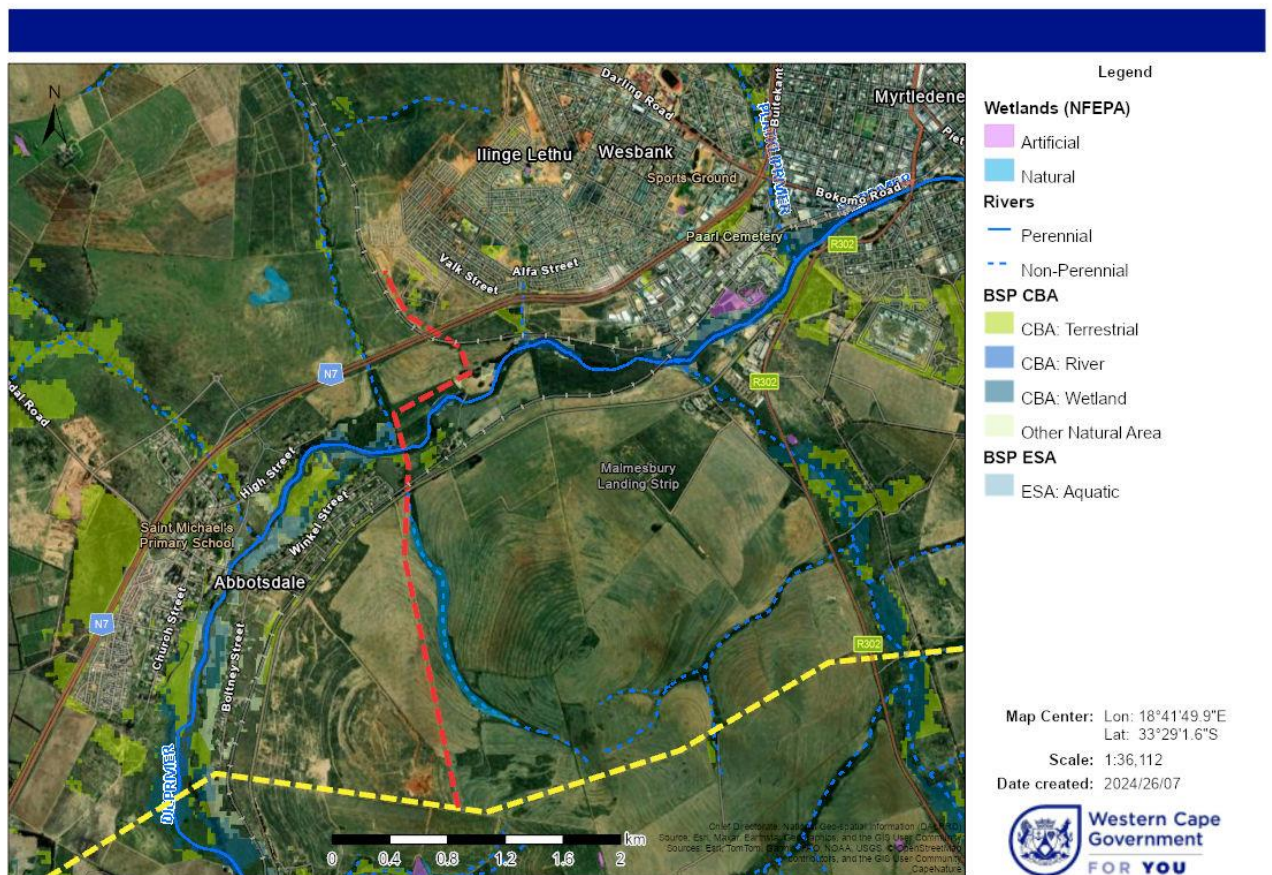 N
Darling Road
Buitekant
Myrtledene
Piet
Ilinge Lethu
Wesbank
Sports Ground
Bokomo Road
Paarl Cemetery
R302
Valk Street
Alfa Street
N7
R302
High Street
Malmesbury
Landing Strip
Winkel Street
Saint Michael's
Primary School
Abbotsdale
N7
Church Street
Boltney Street
R302
DIEPRIVIER
km
0 0.4 0.8 1.2 1.6 2
Legend
Wetlands (NFEPA)
Artificial
Natural
Rivers
Perennial
Non-Perennial
BSP CBA
CBA: Terrestrial
CBA: River
CBA: Wetland
Other Natural Area
BSP ESA
ESA: Aquatic
Map Center: Lon: 18°41'49.9"E
Lat: 33°29'1.6"S
Scale: 1:36,112
Date created: 2024/26/07
Western Cape
Government
FOR YOU